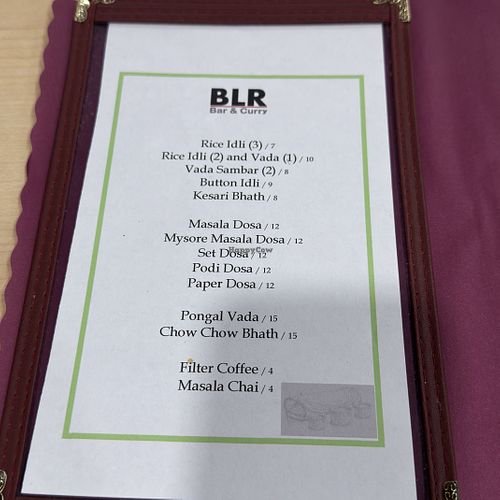 BLR
Bar & Curry
Rice Idli (3) / 7
Rice Idli (2) and Vada (1) / 10
Vada Sambar (2) / 8
Button Idli / 9
Kesari Bhath / 8
Masala Dosa / 12
Mysore Masala Dosa / 12
HappyCow
Set Dosa / 12
Podi Dosa / 12
Paper Dosa / 12
Pongal Vada / 15
Chow Chow Bhath / 15
Filter Coffee / 4
Masala Chai / 4